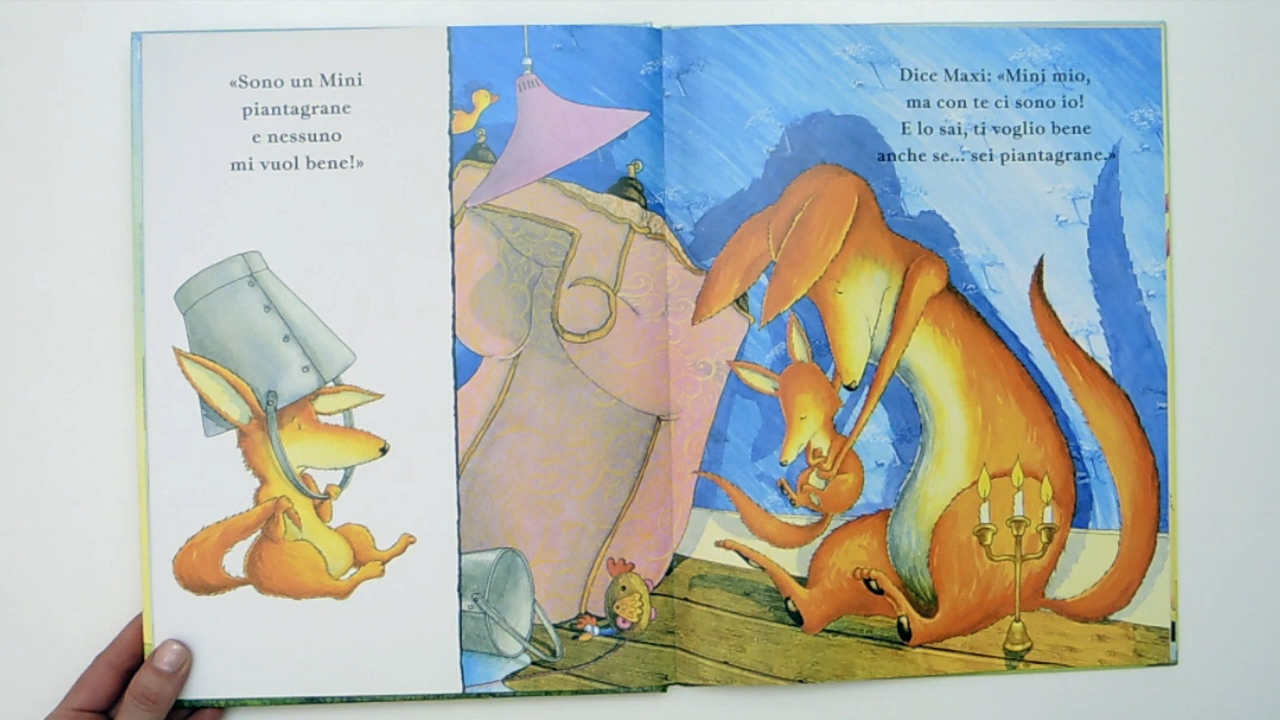 «Sono un Mini
piantagrane
e nessuno
mi vuol bene!»
Dice Maxi: «Mini mio,
ma con te ci sono io!
E lo sai, ti voglio bene
anche se... sei piantagrane.»